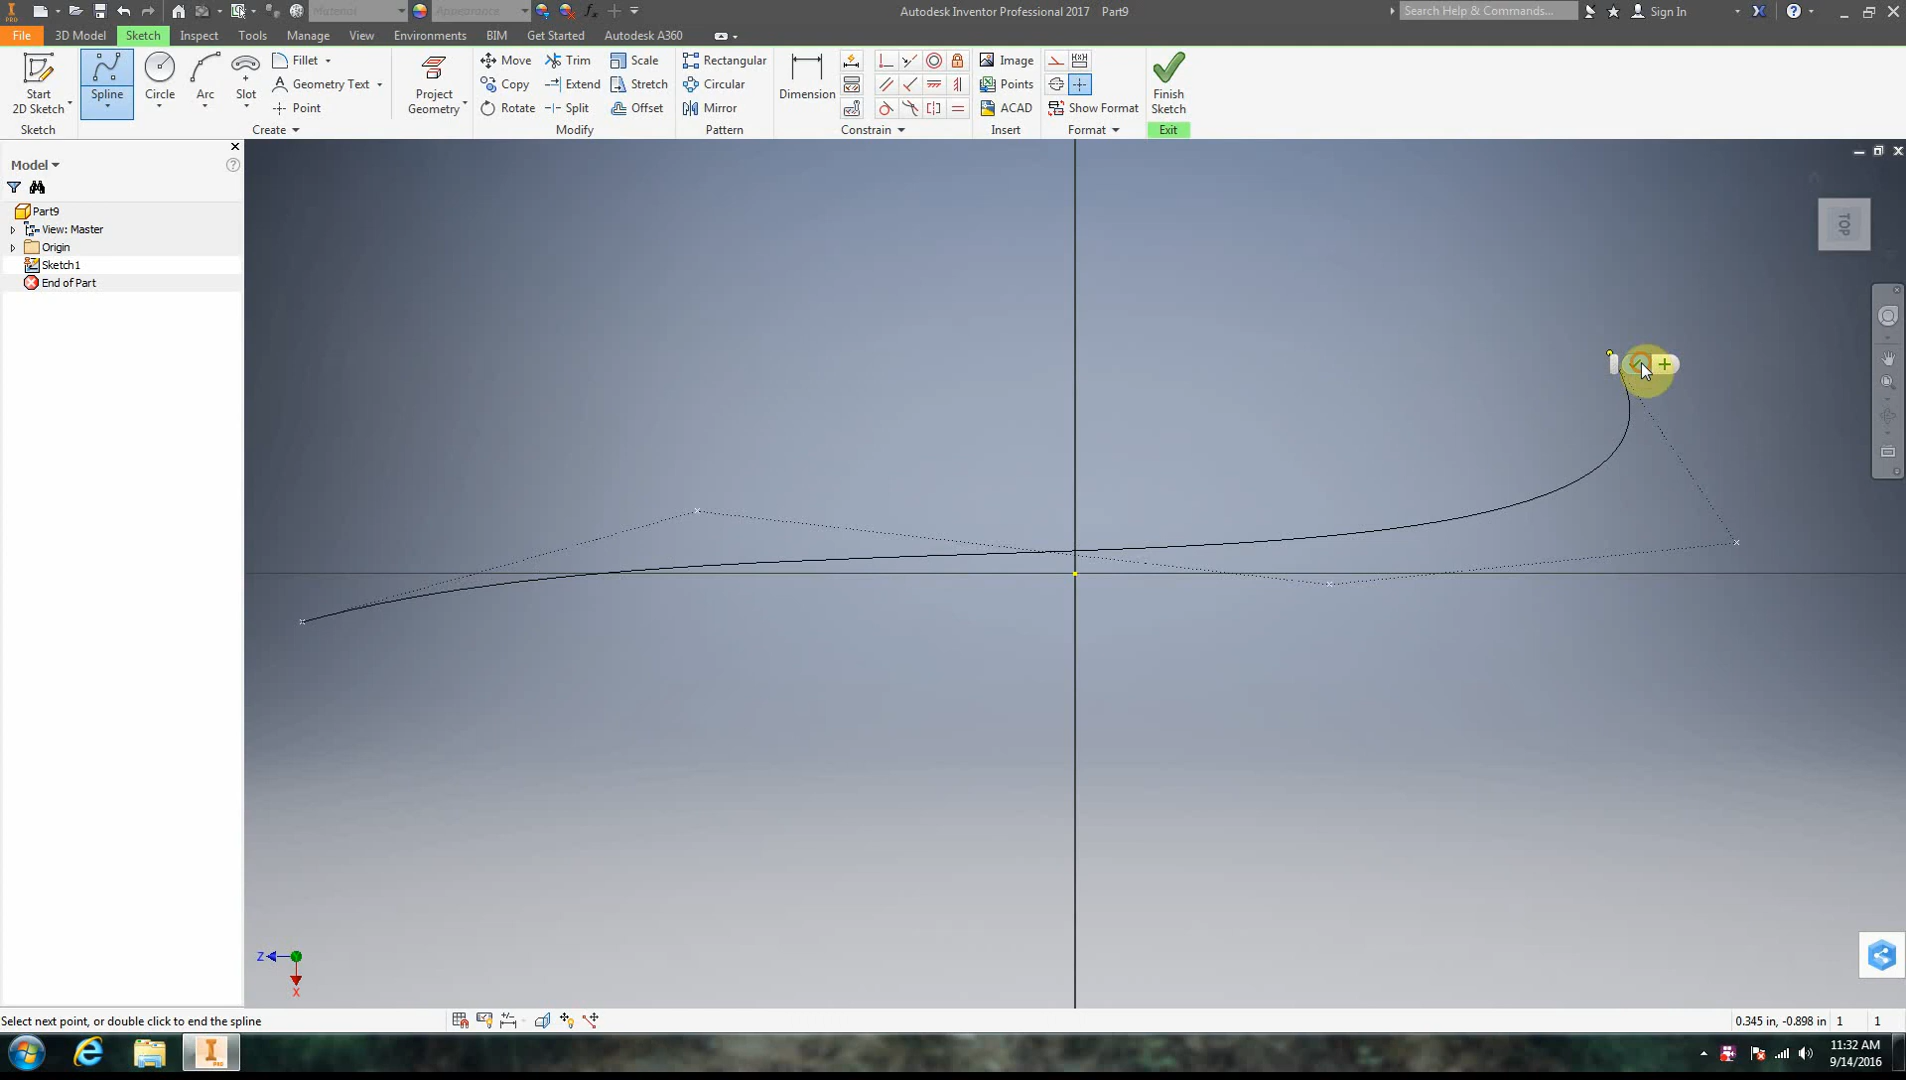 PRO
Material
Appearance
fx
Autodesk Inventor Professional 2017 Part9
Search Help & Commands...
Sign In
File
3D Model
Sketch
Inspect
Tools
Manage
View
Environments
BIM
Get Started
Autodesk A360
Start
2D Sketch
Spline
Circle
Arc
Slot
Fillet
Geometry Text
Point
Project
Geometry
Move
Copy
Rotate
Trim
Extend
Split
Scale
Stretch
Offset
Rectangular
Circular
Mirror
Dimension
Image
Points
ACAD
Show Format
Finish
Sketch
Sketch
Create
Modify
Pattern
Constrain
Insert
Format
Exit
Model
Part9
View: Master
Origin
Sketch1
End of Part
TOP
Z
X
Select next point, or double click to end the spline
0.345 in, -0.898 in 1 1
11:32 AM
9/14/2016